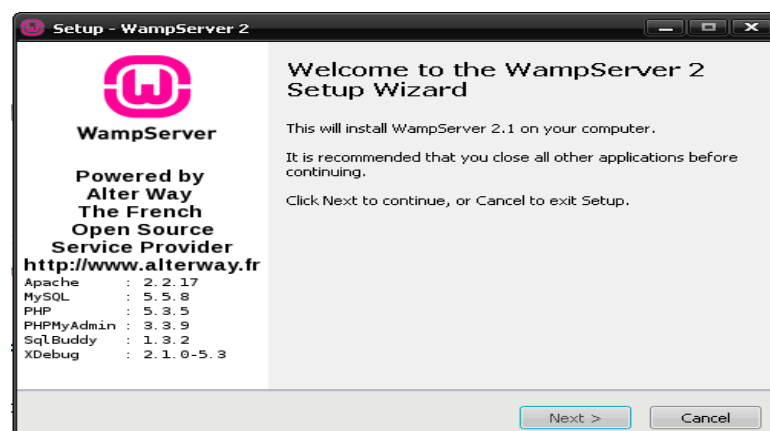 Setup - WampServer 2
WampServer
Powered by
Alter Way
The French
Open Source
Service Provider
http://www.alterway.fr
Apache : 2.2.17
MySQL : 5.5.8
PHP : 5.3.5
PHPMyAdmin : 3.3.9
SqlBuddy : 1.3.2
XDebug : 2.1.0-5.3
Welcome to the WampServer 2
Setup Wizard
This will install WampServer 2.1 on your computer.
It is recommended that you close all other applications before
continuing.
Click Next to continue, or Cancel to exit Setup.
Next >
Cancel